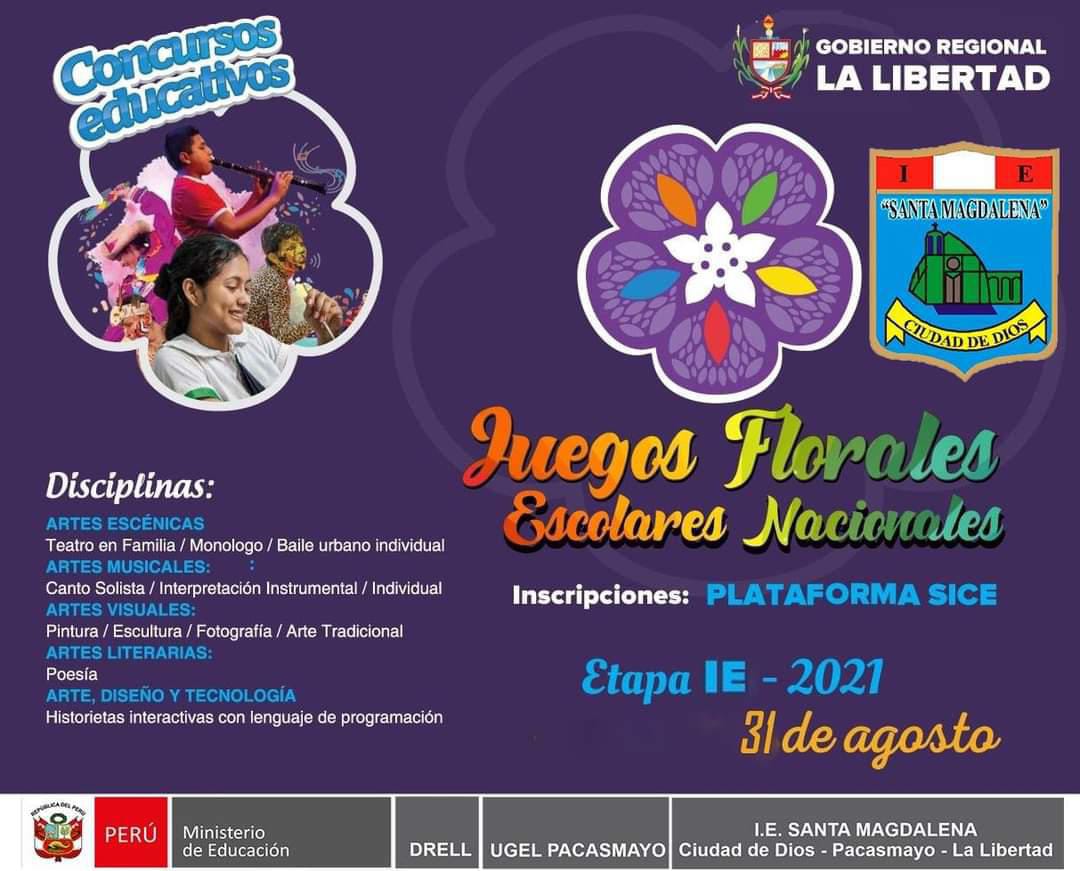 Concursos
educativos
GOBIERNO REGIONAL
LA LIBERTAD
I E
"SANTA MAGDALENA"
CIUDAD DE DIOS
Juegos Florales
Escolares Nacionales
Inscripciones: PLATAFORMA SICE
Etapa IE - 2021
31 de agosto
Disciplinas:
ARTES ESCÉNICAS
Teatro en Familia / Monologo / Baile urbano individual
ARTES MUSICALES: :
Canto Solista / Interpretación Instrumental / Individual
ARTES VISUALES:
Pintura / Escultura / Fotografía / Arte Tradicional
ARTES LITERARIAS:
Poesía
ARTE, DISEÑO Y TECNOLOGÍA
Historietas interactivas con lenguaje de programación
REPÚBLICA DEL PERÚ
PERÚ
Ministerio
de Educación
DRELL
UGEL PACASMAYO
I.E. SANTA MAGDALENA
Ciudad de Dios - Pacasmayo - La Libertad